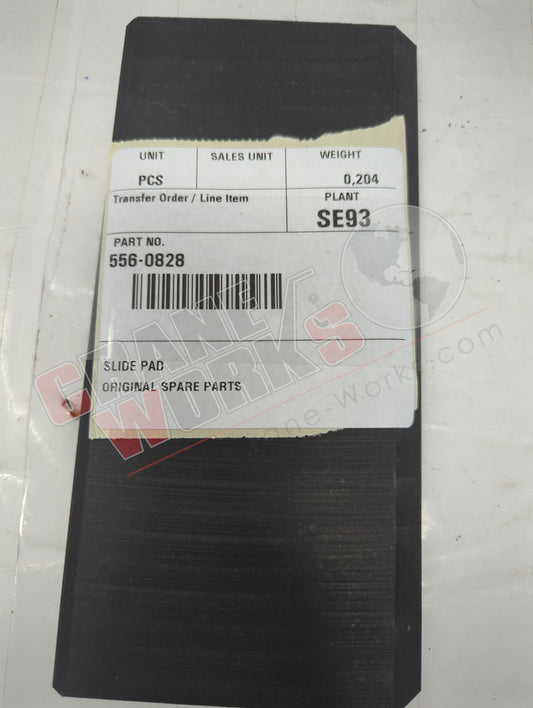 UNIT SALES UNIT WEIGHT
PCS 0,204
Transfer Order / Line Item PLANT
SE93
PART NO.
556-0828
SLIDE PAD
ORIGINAL SPARE PARTS
CRANE
WORKS
Crane-Works.com